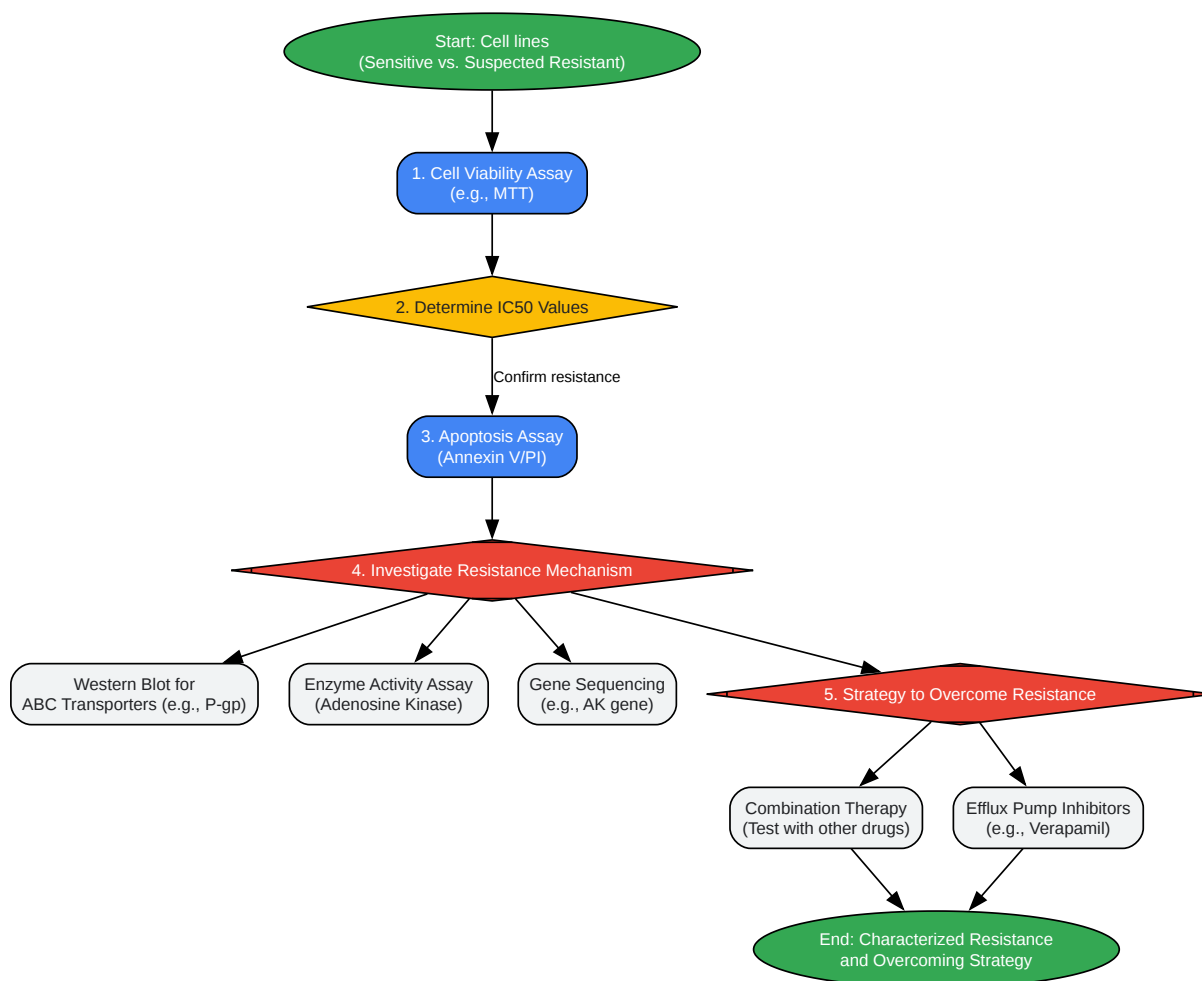 Start: Cell lines
(Sensitive vs. Suspected Resistant)
1. Cell Viability Assay
(e.g., MTT)
2. Determine IC50 Values
Confirm resistance
3. Apoptosis Assay
(Annexin V/PI)
4. Investigate Resistance Mechanism
Western Blot for
ABC Transporters (e.g., P-gp)
Enzyme Activity Assay
(Adenosine Kinase)
Gene Sequencing
(e.g., AK gene)
5. Strategy to Overcome Resistance
Combination Therapy
(Test with other drugs)
Efflux Pump Inhibitors
(e.g., Verapamil)
End: Characterized Resistance
and Overcoming Strategy